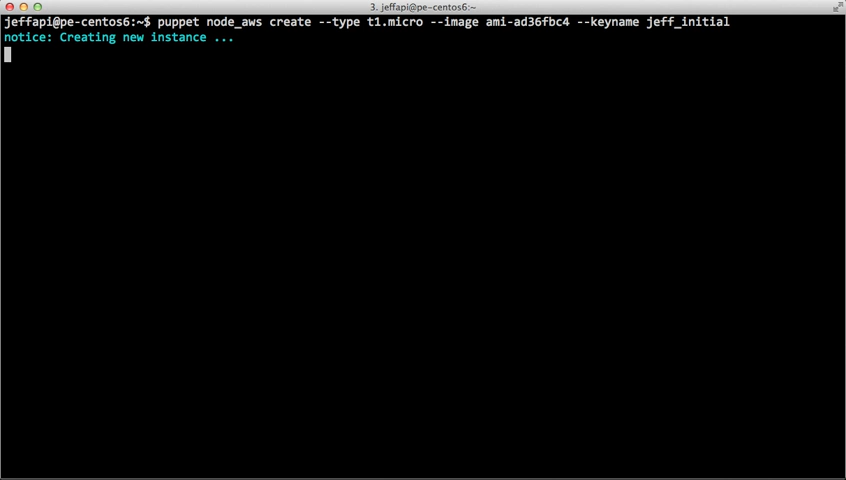 3. jeffapi@pe-centos6:~
jeffapi@pe-centos6:~$ puppet node_aws create --type t1.micro --image ami-ad36fbc4 --keyname jeff_initial
notice: Creating new instance ...